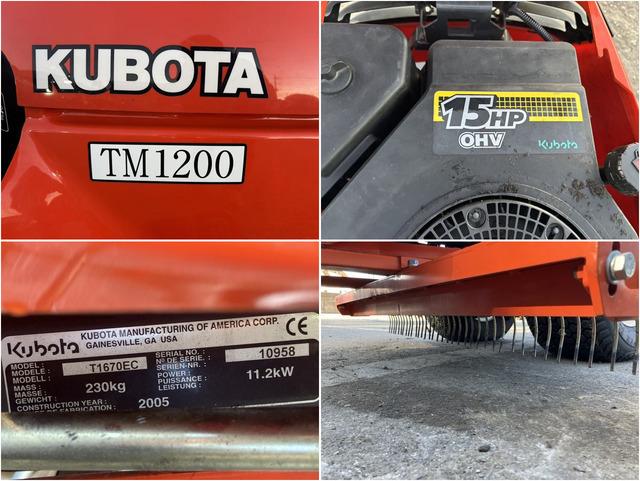 KUBOTA
TM1200
15HP
OHV
Kubota
Kubota KUBOTA MANUFACTURING OF AMERICA CORP.
GAINESVILLE, GA USA
CE
MODEL :
MODELE : T1670EC
MODELL :
MASS :
MASSE : 230kg
GEWICHT :
CONSTRUCTION YEAR : 2005
DE FABRICATION :
SERIAL NO. :
Nº DE SERIE. : 10958
SERIEN-NR. :
POWER :
PUISSANCE : 11.2kW
LEISTUNG :